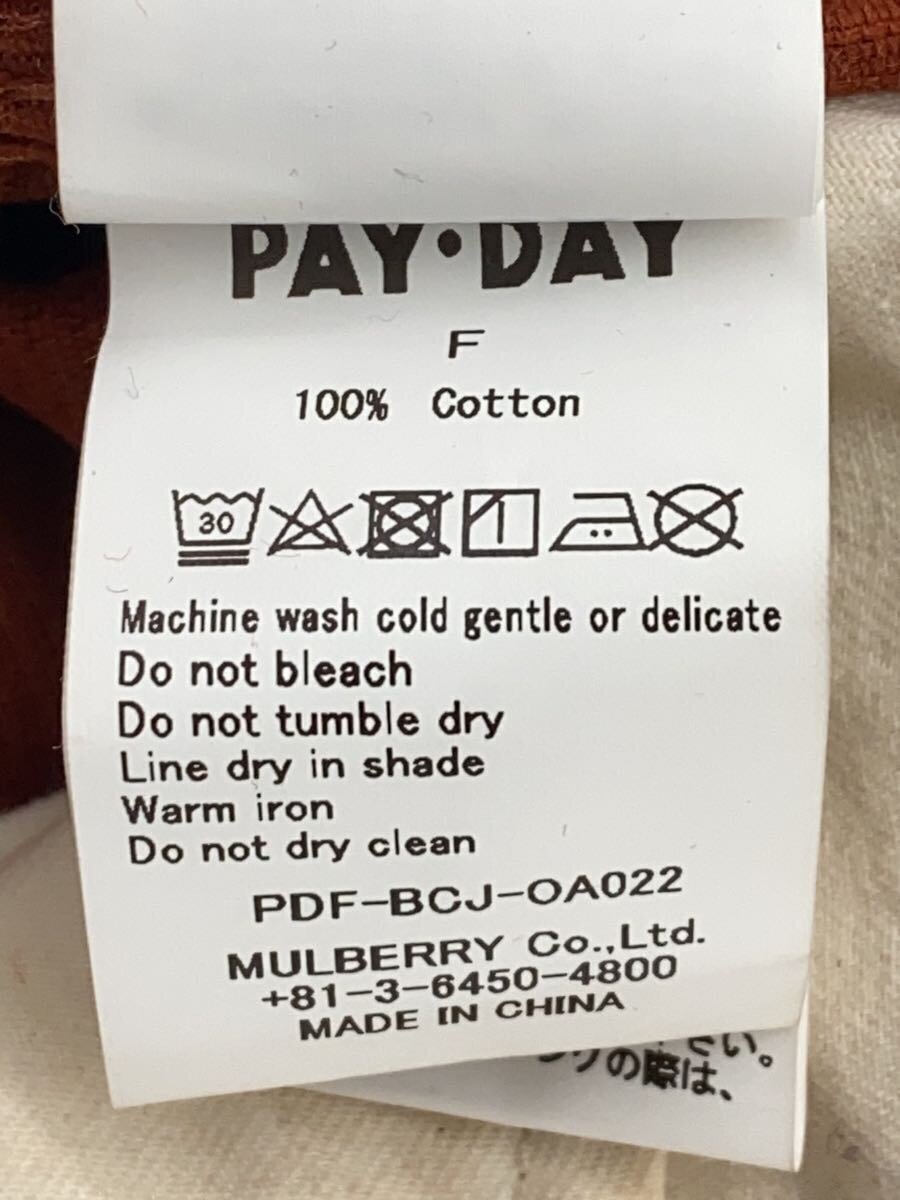 PAY·DAY
F
100% Cotton
30
Machine wash cold gentle or delicate
Do not bleach
Do not tumble dry
Line dry in shade
Warm iron
Do not dry clean
PDF-BCJ-OA022
MULBERRY Co.,Ltd.
+81-3-6450-4800
MADE IN CHINA
さい。
の際は、